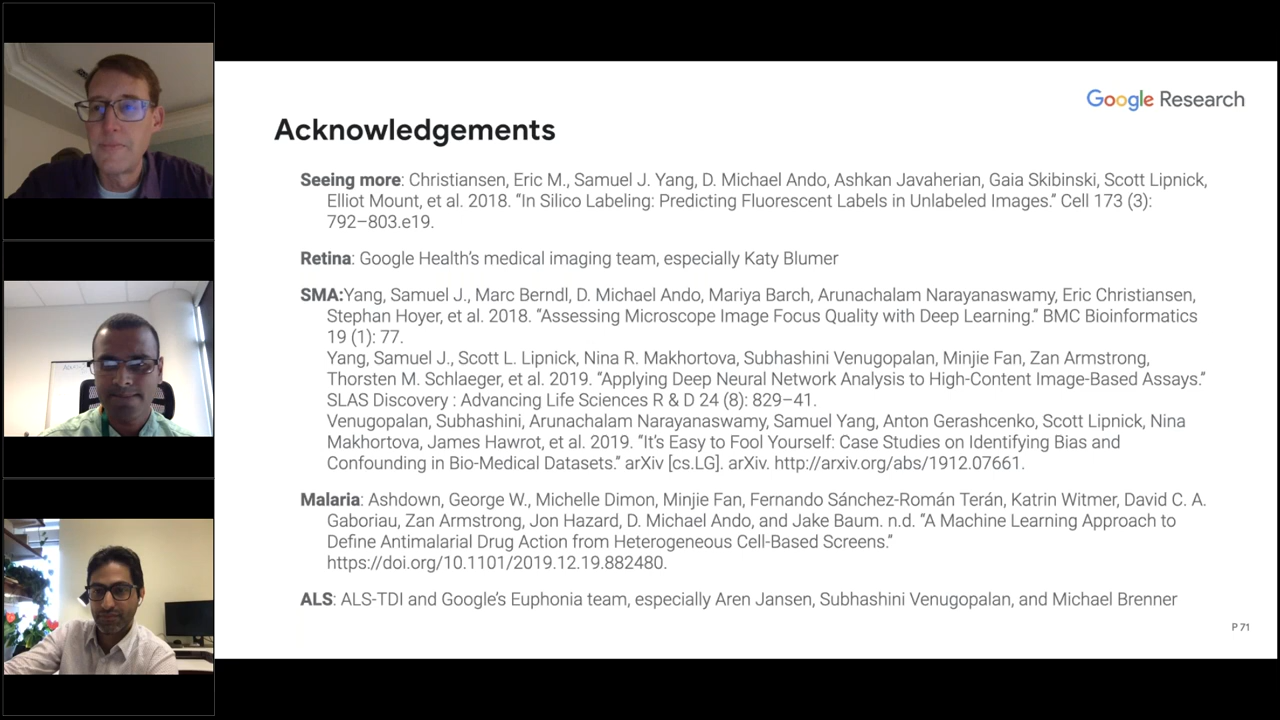 Google Research
Acknowledgements
Seeing more: Christiansen, Eric M., Samuel J. Yang, D. Michael Ando, Ashkan Javaherian, Gaia Skibinski, Scott Lipnick,
Elliot Mount, et al. 2018. “In Silico Labeling: Predicting Fluorescent Labels in Unlabeled Images.” Cell 173 (3):
792–803.e19.
Retina: Google Health’s medical imaging team, especially Katy Blumer
SMA:Yang, Samuel J., Marc Berndl, D. Michael Ando, Mariya Barch, Arunachalam Narayanaswamy, Eric Christiansen,
Stephan Hoyer, et al. 2018. “Assessing Microscope Image Focus Quality with Deep Learning.” BMC Bioinformatics
19 (1): 77.
Yang, Samuel J., Scott L. Lipnick, Nina R. Makhortova, Subhashini Venugopalan, Minjie Fan, Zan Armstrong,
Thorsten M. Schlaeger, et al. 2019. “Applying Deep Neural Network Analysis to High-Content Image-Based Assays.”
SLAS Discovery : Advancing Life Sciences R & D 24 (8): 829–41.
Venugopalan, Subhashini, Arunachalam Narayanaswamy, Samuel Yang, Anton Gerashcenko, Scott Lipnick, Nina
Makhortova, James Hawrot, et al. 2019. “It’s Easy to Fool Yourself: Case Studies on Identifying Bias and
Confounding in Bio-Medical Datasets.” arXiv [cs.LG]. arXiv. http://arxiv.org/abs/1912.07661.
Malaria: Ashdown, George W., Michelle Dimon, Minjie Fan, Fernando Sánchez-Román Terán, Katrin Witmer, David C. A.
Gaboriau, Zan Armstrong, Jon Hazard, D. Michael Ando, and Jake Baum. n.d. “A Machine Learning Approach to
Define Antimalarial Drug Action from Heterogeneous Cell-Based Screens.”
https://doi.org/10.1101/2019.12.19.882480.
ALS: ALS-TDI and Google’s Euphonia team, especially Aren Jansen, Subhashini Venugopalan, and Michael Brenner
P 71